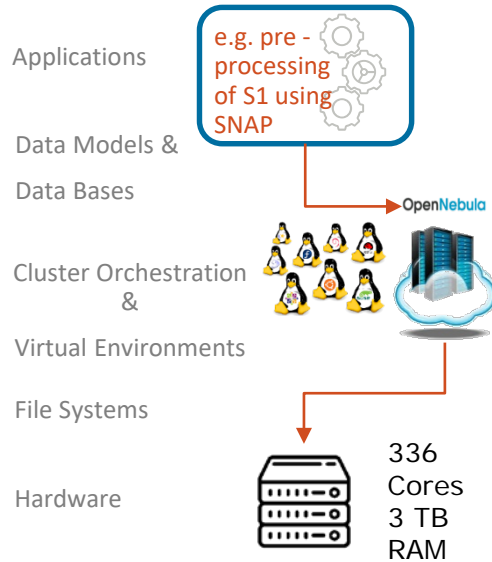 Applications
e.g. pre -
processing
of S1 using
SNAP
Data Models &
Data Bases
OpenNebula
Cluster Orchestration
&
Virtual Environments
File Systems
Hardware
336
Cores
3 TB
RAM